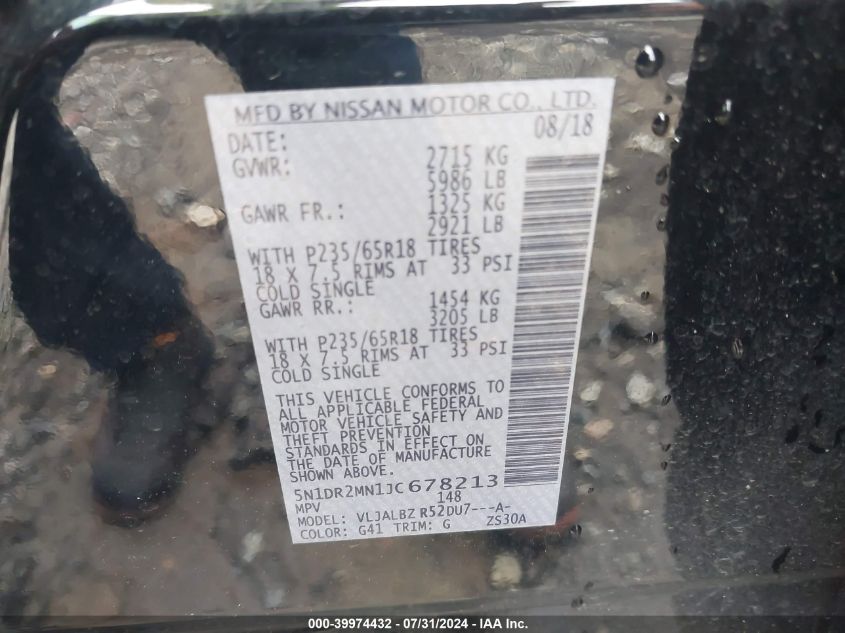 MFD BY NISSAN MOTOR CO., LTD.
DATE: 08/18
GVWR: 2715 KG
5986 LB
GAWR FR.: 1325 KG
2921 LB
WITH P235/65R18 TIRES
18 X 7.5 RIMS AT 33 PSI
COLD SINGLE
GAWR RR.: 1454 KG
3205 LB
WITH P235/65R18 TIRES
18 X 7.5 RIMS AT 33 PSI
COLD SINGLE
THIS VEHICLE CONFORMS TO
ALL APPLICABLE FEDERAL
MOTOR VEHICLE SAFETY AND
THEFT PREVENTION
STANDARDS IN EFFECT ON
THE DATE OF MANUFACTURE
SHOWN ABOVE.
5N1DR2MN1JC678213
MPV 148
MODEL: VLJALBZ R52DU7---A-
COLOR: G41 TRIM: G ZS30A
000-39974432 - 07/31/2024 - IAA Inc.